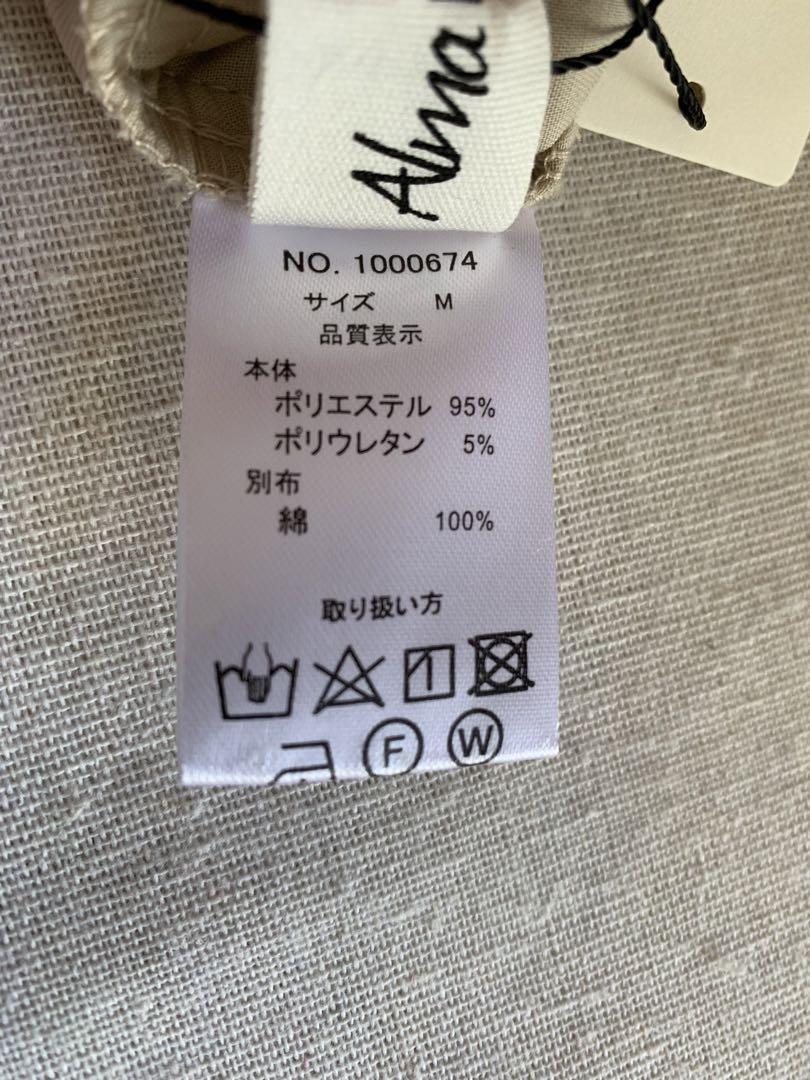 Alma
NO. 1000674
サイズ M
品質表示
本体
ポリエステル 95%
ポリウレタン 5%
別布
綿 100%
取り扱い方
F W